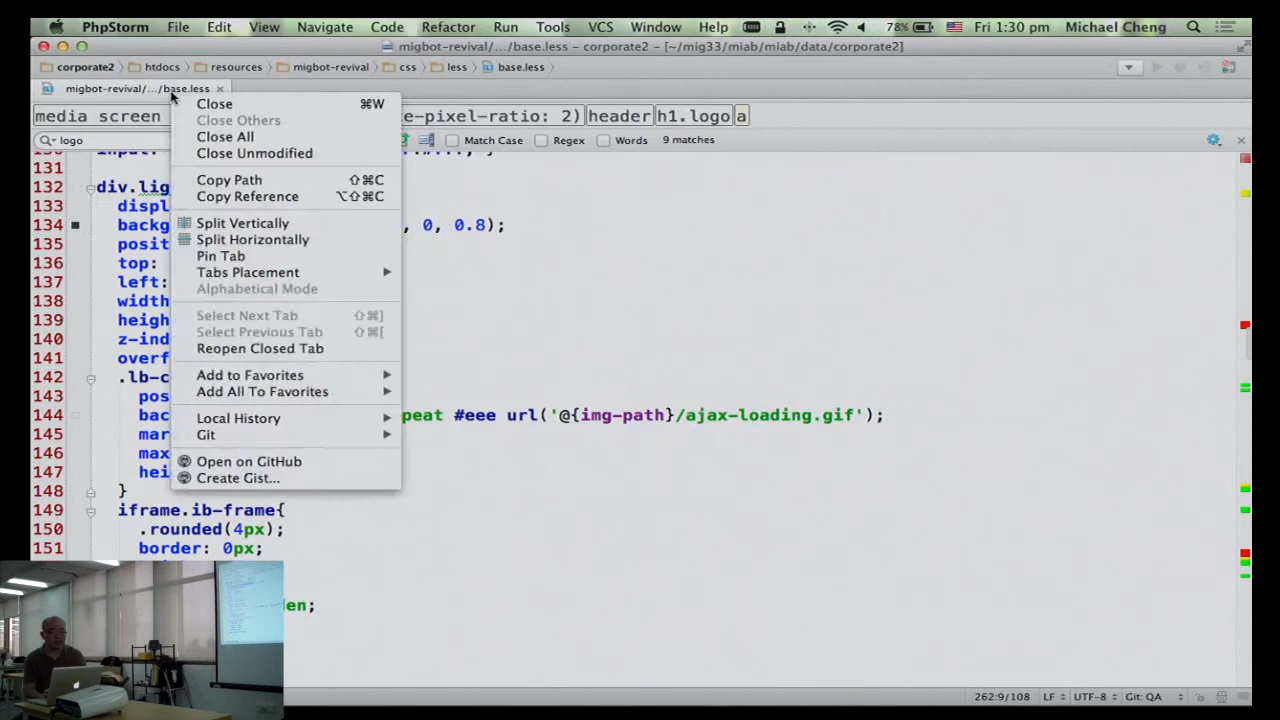 PhpStorm File Edit View Navigate Code Refactor Run Tools VCS Window Help 78% Fri 1:30 pm Michael Cheng
migbot-revival/.../base.less - corporate2 - [~/mig33/miab/miab/data/corporate2]
corporate2 htdocs resources migbot-revival css less base.less
migbot-revival/.../base.less
media screen e-pixel-ratio: 2) header h1.logo a
logo Match Case Regex Words 9 matches
Close ⌘W
Close Others
Close All
Close Unmodified
Copy Path ⇧⌘C
Copy Reference ⌥⇧⌘C
Split Vertically
Split Horizontally
Pin Tab
Tabs Placement
Alphabetical Mode
Select Next Tab ⇧⌘]
Select Previous Tab ⇧⌘[
Reopen Closed Tab
Add to Favorites
Add All To Favorites
Local History
Git
Open on GitHub
Create Gist...
131
132 div.lig
133 displ
134 backg , 0, 0.8);
135 posit
136 top:
137 left:
138 width
139 heigh
140 z-ind
141 overf
142 .lb-c
143 pos
144 bac peat #eee url('@{img-path}/ajax-loading.gif');
145 mar
146 max
147 hei
148 }
149 iframe.ib-frame{
150 .rounded(4px);
151 border: 0px;
en;
262:9/108 LF UTF-8 Git: QA